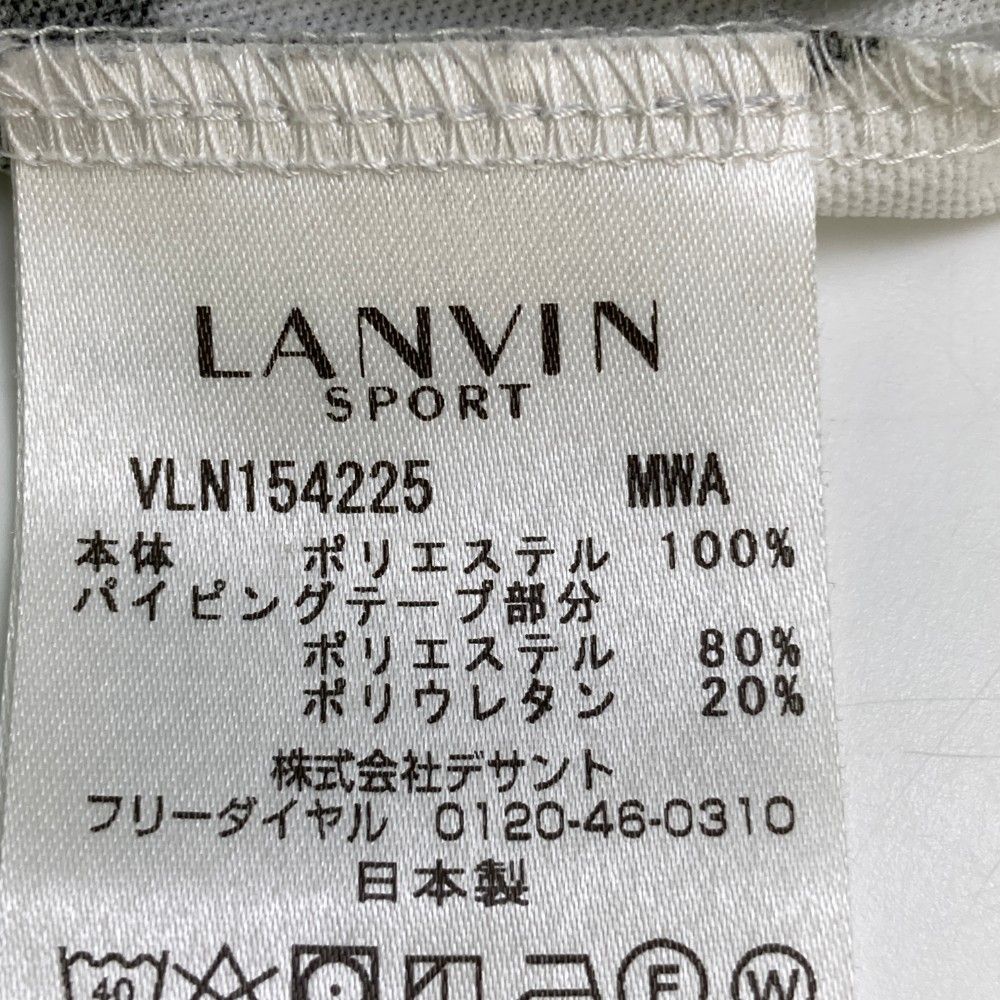 LANVIN
SPORT
VLN154225 MWA
本体 ポリエステル 100%
パイピングテープ部分
ポリエステル 80%
ポリウレタン 20%
株式会社デサント
フリーダイヤル 0120-46-0310
日本製
40 F W